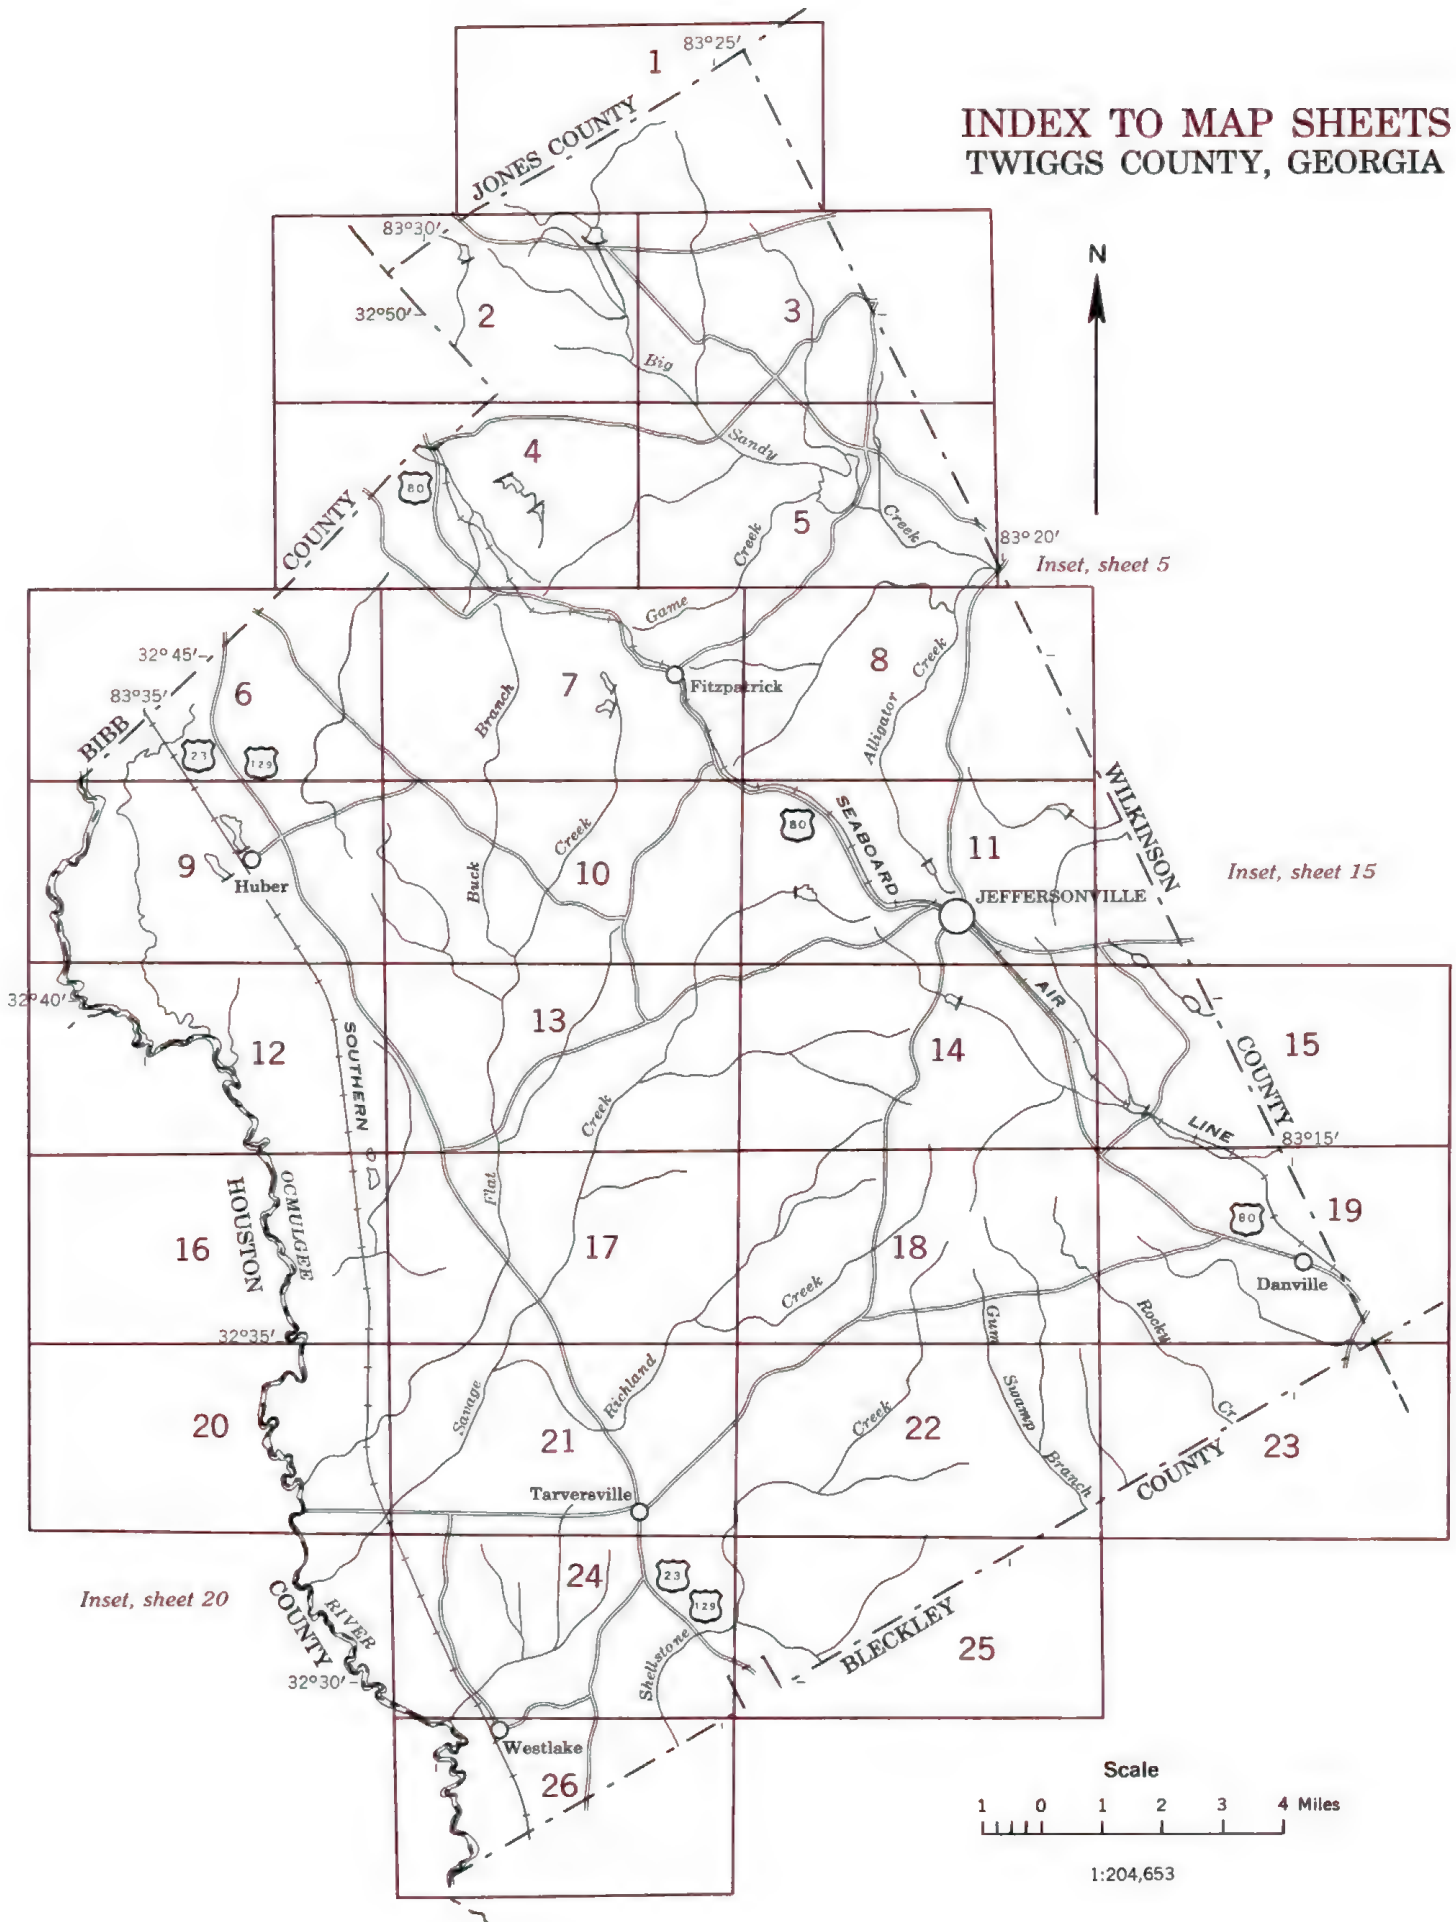 INDEX TO MAP SHEETS
TWIGGS COUNTY, GEORGIA
1
83°25'
JONES COUNTY
83°30'
N
32°50'
2
3
Big
Sandy
4
80
5
COUNTY
Creek
Creek
83°20'
Inset, sheet 5
Game
32°45'
83°35'
6
7
8
Creek
Alligator
Fitzpatrick
Branch
BIBB
23
129
WILKINSON
SEABOARD
80
9
Huber
Buck
Creek
10
11
JEFFERSONVILLE
Inset, sheet 15
32°40'
12
SOUTHERN
13
AIR
14
15
COUNTY
Creek
LINE
83°15'
Flat
OCMULGEE
HOUSTON
16
17
18
80
19
Danville
Creek
Gum
Rocky
32°35'
20
Savage
Richland
21
Creek
22
Swamp
Branch
Cr
23
COUNTY
Tarversville
Inset, sheet 20
COUNTY
RIVER
24
23
129
Shellstone
BLECKLEY
25
32°30'
Westlake
26
Scale
1 0 1 2 3 4 Miles
1:204,653